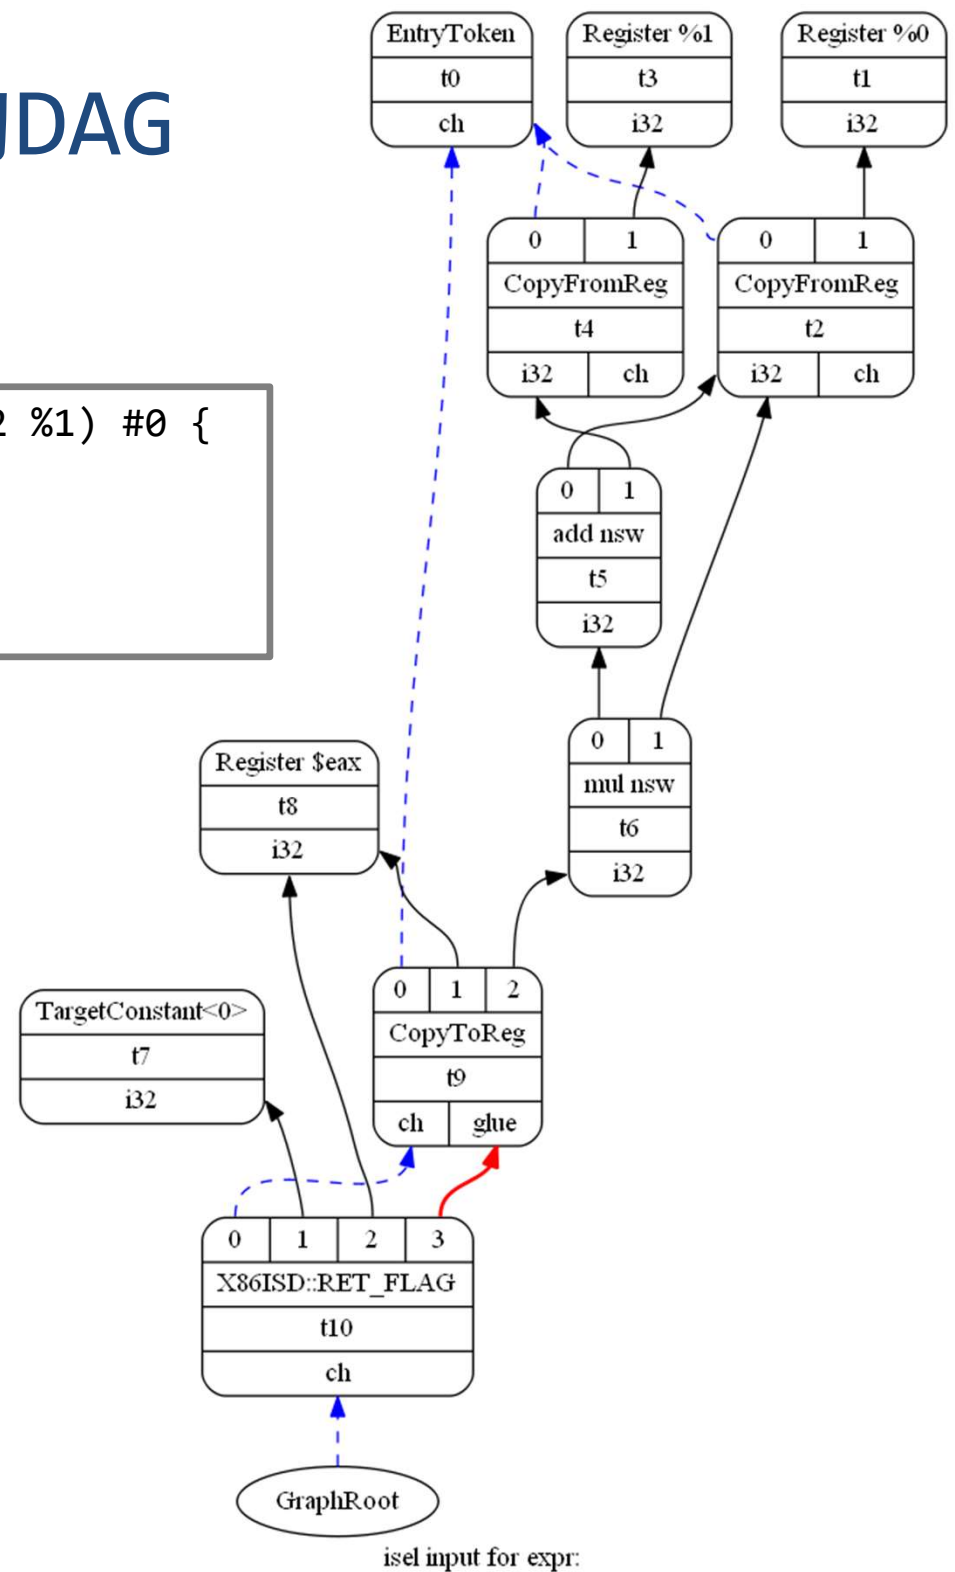 DAG
%1) #0 {
EntryToken
t0
ch
Register %1
t3
i32
Register %0
t1
i32
0 1
CopyFromReg
t4
i32 ch
0 1
CopyFromReg
t2
i32 ch
0 1
add nsw
t5
i32
0 1
mul nsw
t6
i32
Register $eax
t8
i32
TargetConstant<0>
t7
i32
0 1 2
CopyToReg
t9
ch glue
0 1 2 3
X86ISD::RET_FLAG
t10
ch
GraphRoot
isel input for expr: